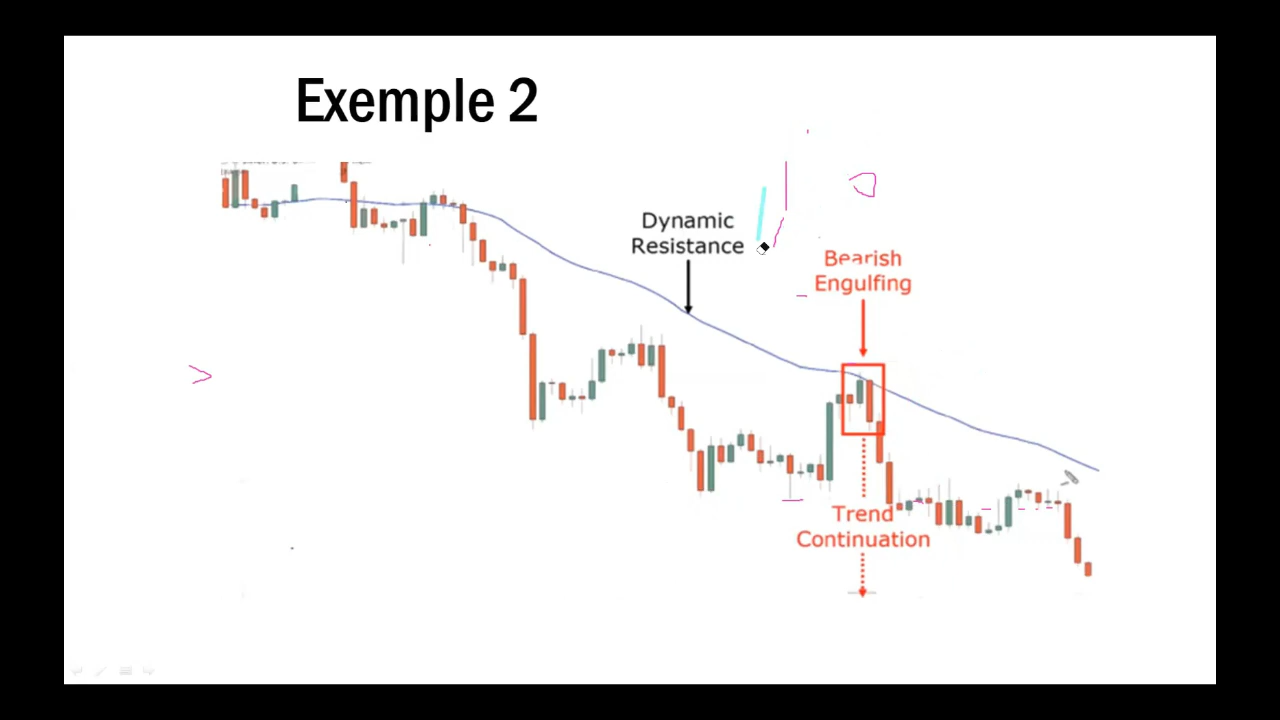 Exemple 2
Dynamic
Resistance
Bearish
Engulfing
Trend
Continuation